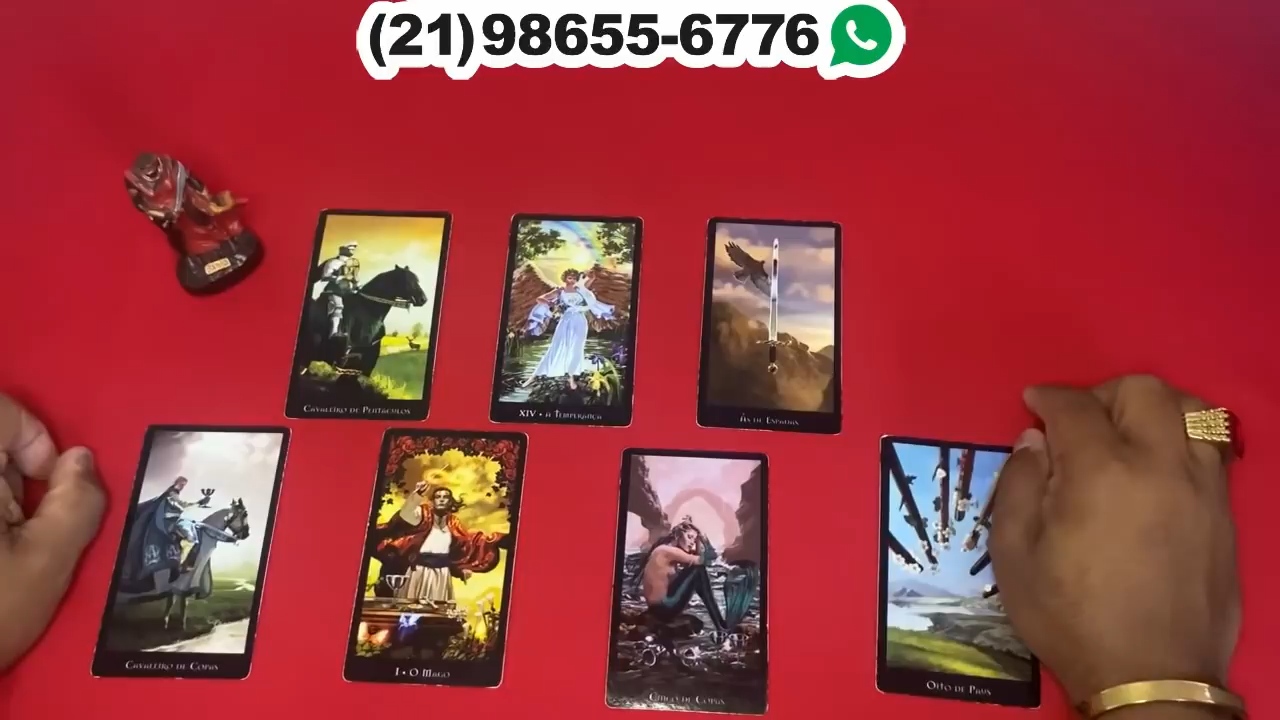 (21)98655-6776
CAVALEIRO DE PENTÁCULOS
XIV • A TEMPERANÇA
ÁS DE ESPADAS
CAVALEIRO DE COPAS
I • O MAGO
CINCO DE COPAS
OITO DE PAUS